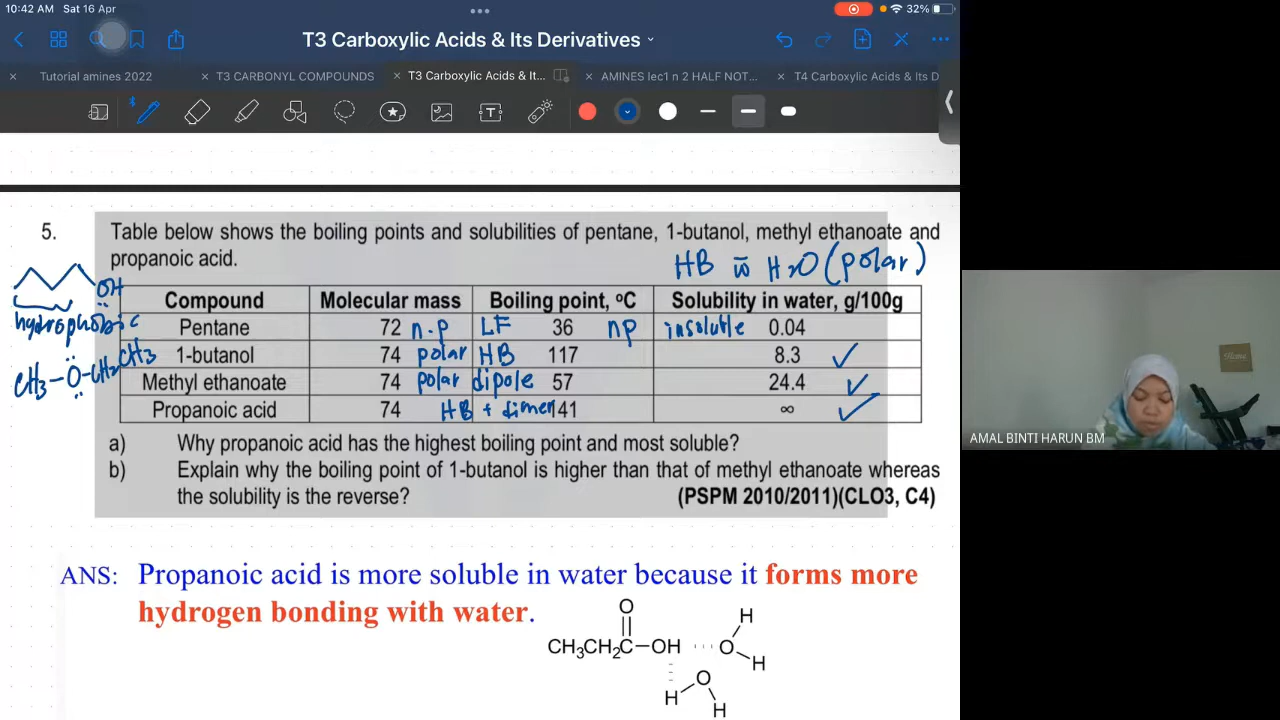 10:42 AM Sat 16 Apr
32%
T3 Carboxylic Acids & Its Derivatives
Tutorial amines 2022
T3 CARBONYL COMPOUNDS
T3 Carboxylic Acids & It...
AMINES lec1 n 2 HALF NOT...
T4 Carboxylic Acids & Its D
5. Table below shows the boiling points and solubilities of pentane, 1-butanol, methyl ethanoate and
propanoic acid.
HB w̄ H2O (polar)
OH
hydrophobic
CH3-O-CH2CH3
Compound Molecular mass Boiling point, ºC Solubility in water, g/100g
Pentane 72 n.p LF 36 np insoluble 0.04
1-butanol 74 polar HB 117 8.3 ✓
Methyl ethanoate 74 polar dipole 57 24.4 ✓
Propanoic acid 74 HB + dimer 141 ∞ ✓
a) Why propanoic acid has the highest boiling point and most soluble?
b) Explain why the boiling point of 1-butanol is higher than that of methyl ethanoate whereas
the solubility is the reverse? (PSPM 2010/2011)(CLO3, C4)
ANS: Propanoic acid is more soluble in water because it forms more
hydrogen bonding with water.
O
H
CH3CH2C-OH O
H
O
H
H
Home
AMAL BINTI HARUN BM